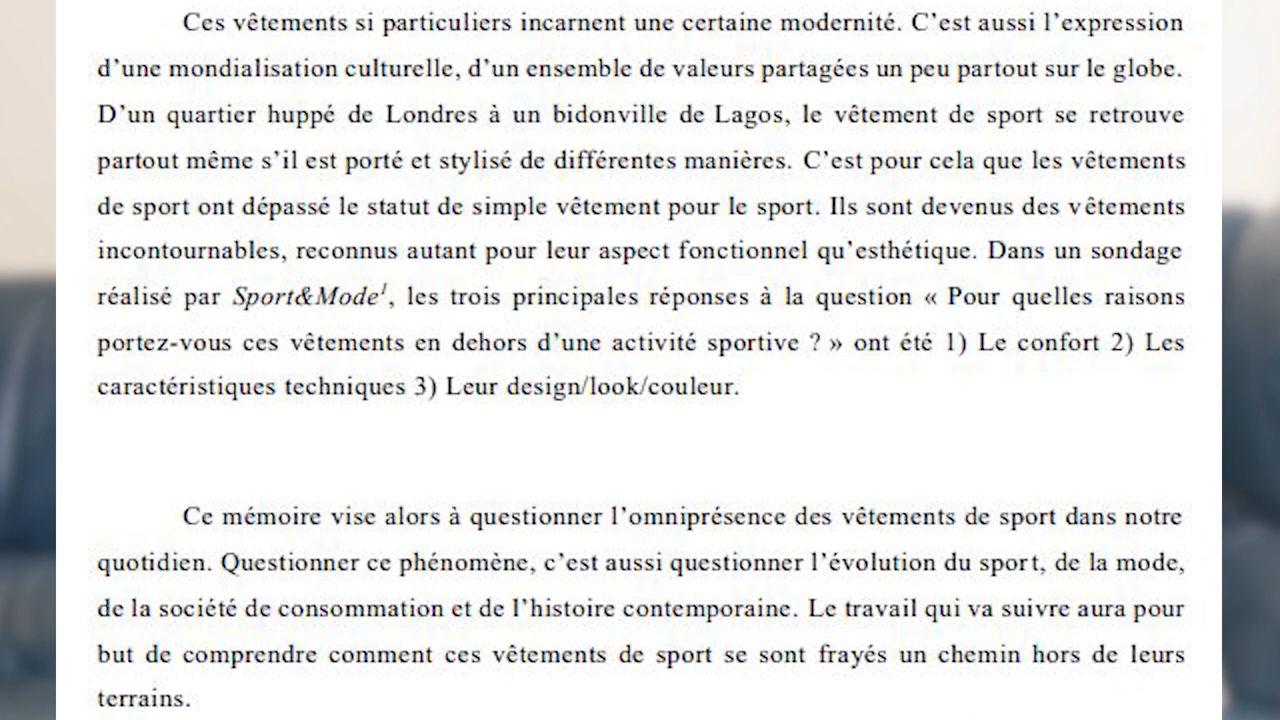 Ces vêtements si particuliers incarnent une certaine modernité. C’est aussi l’expression
d’une mondialisation culturelle, d’un ensemble de valeurs partagées un peu partout sur le globe.
D’un quartier huppé de Londres à un bidonville de Lagos, le vêtement de sport se retrouve
partout même s’il est porté et stylisé de différentes manières. C’est pour cela que les vêtements
de sport ont dépassé le statut de simple vêtement pour le sport. Ils sont devenus des vêtements
incontournables, reconnus autant pour leur aspect fonctionnel qu’esthétique. Dans un sondage
réalisé par Sport&Mode¹, les trois principales réponses à la question « Pour quelles raisons
portez-vous ces vêtements en dehors d’une activité sportive ? » ont été 1) Le confort 2) Les
caractéristiques techniques 3) Leur design/look/couleur.
Ce mémoire vise alors à questionner l’omniprésence des vêtements de sport dans notre
quotidien. Questionner ce phénomène, c’est aussi questionner l’évolution du sport, de la mode,
de la société de consommation et de l’histoire contemporaine. Le travail qui va suivre aura pour
but de comprendre comment ces vêtements de sport se sont frayés un chemin hors de leurs
terrains.